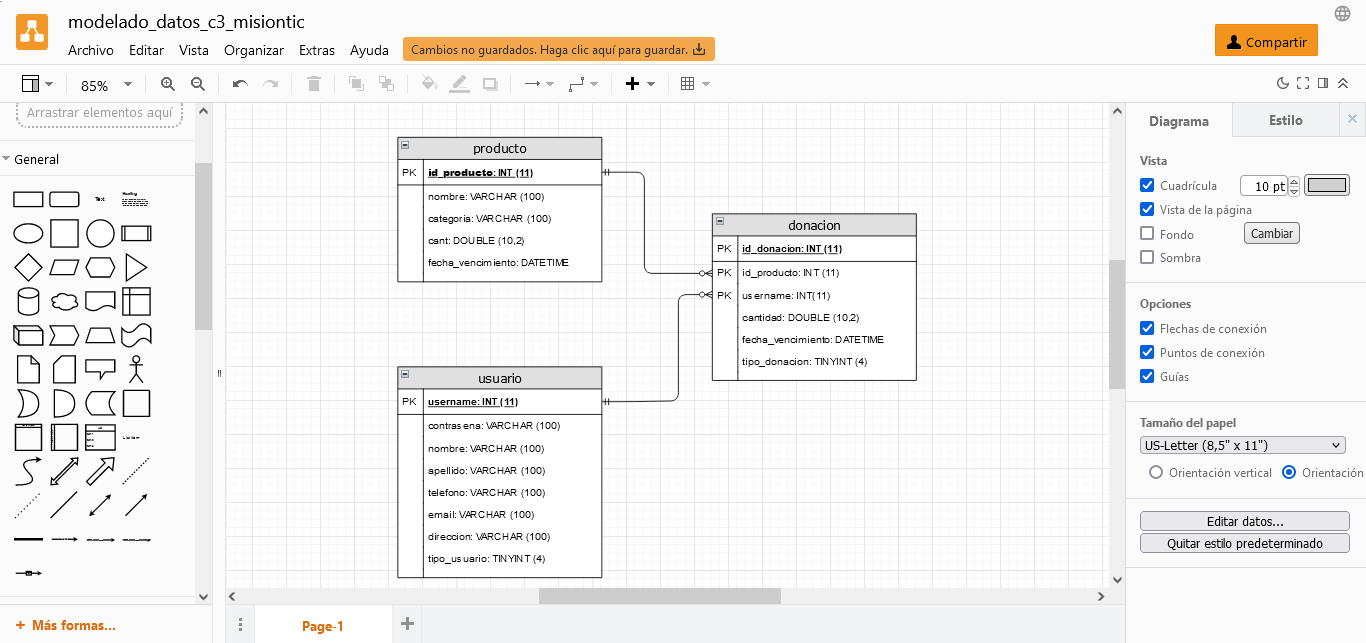 modelado_datos_c3_misiontic
Archivo Editar Vista Organizar Extras Ayuda Cambios no guardados. Haga clic aquí para guardar.
Compartir
85%
Arrastrar elementos aquí
General
Text
Heading
List Item
+ Más formas...
producto
PK id_producto: INT (11)
nombre: VARCHAR (100)
categoria: VARCHAR (100)
cant: DOUBLE (10,2)
fecha_vencimiento: DATETIME
donacion
PK id_donacion: INT (11)
PK id_producto: INT (11)
PK username: INT(11)
cantidad: DOUBLE (10,2)
fecha_vencimiento: DATETIME
tipo_donacion: TINYINT (4)
usuario
PK username: INT (11)
contrasena: VARCHAR (100)
nombre: VARCHAR (100)
apellido: VARCHAR (100)
telefono: VARCHAR (100)
email: VARCHAR (100)
direccion: VARCHAR (100)
tipo_usuario: TINYINT (4)
Page-1
Diagrama Estilo
Vista
Cuadrícula 10 pt
Vista de la página
Fondo Cambiar
Sombra
Opciones
Flechas de conexión
Puntos de conexión
Guías
Tamaño del papel
US-Letter (8,5" x 11")
Orientación vertical Orientación
Editar datos...
Quitar estilo predeterminado